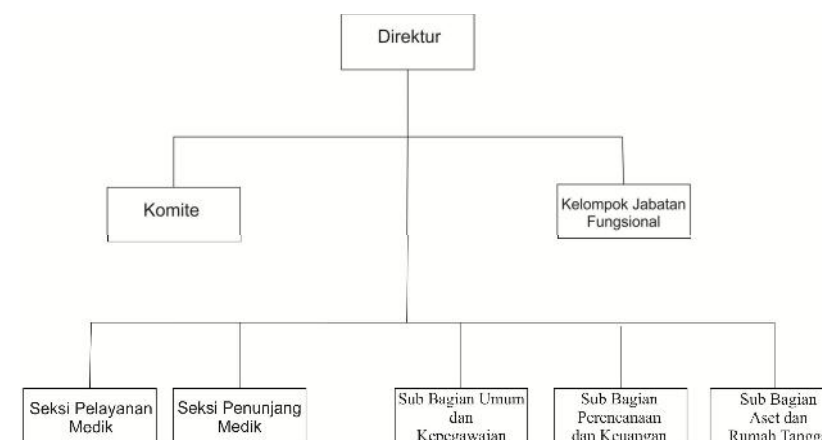 Direktur
Komite
Kelompok Jabatan
Fungsional
Seksi Pelayanan
Medik
Seksi Penunjang
Medik
Sub Bagian Umum
dan
Kepegawaian
Sub Bagian
Perencanaan
dan Keuangan
Sub Bagian
Aset dan
Rumah Tangga